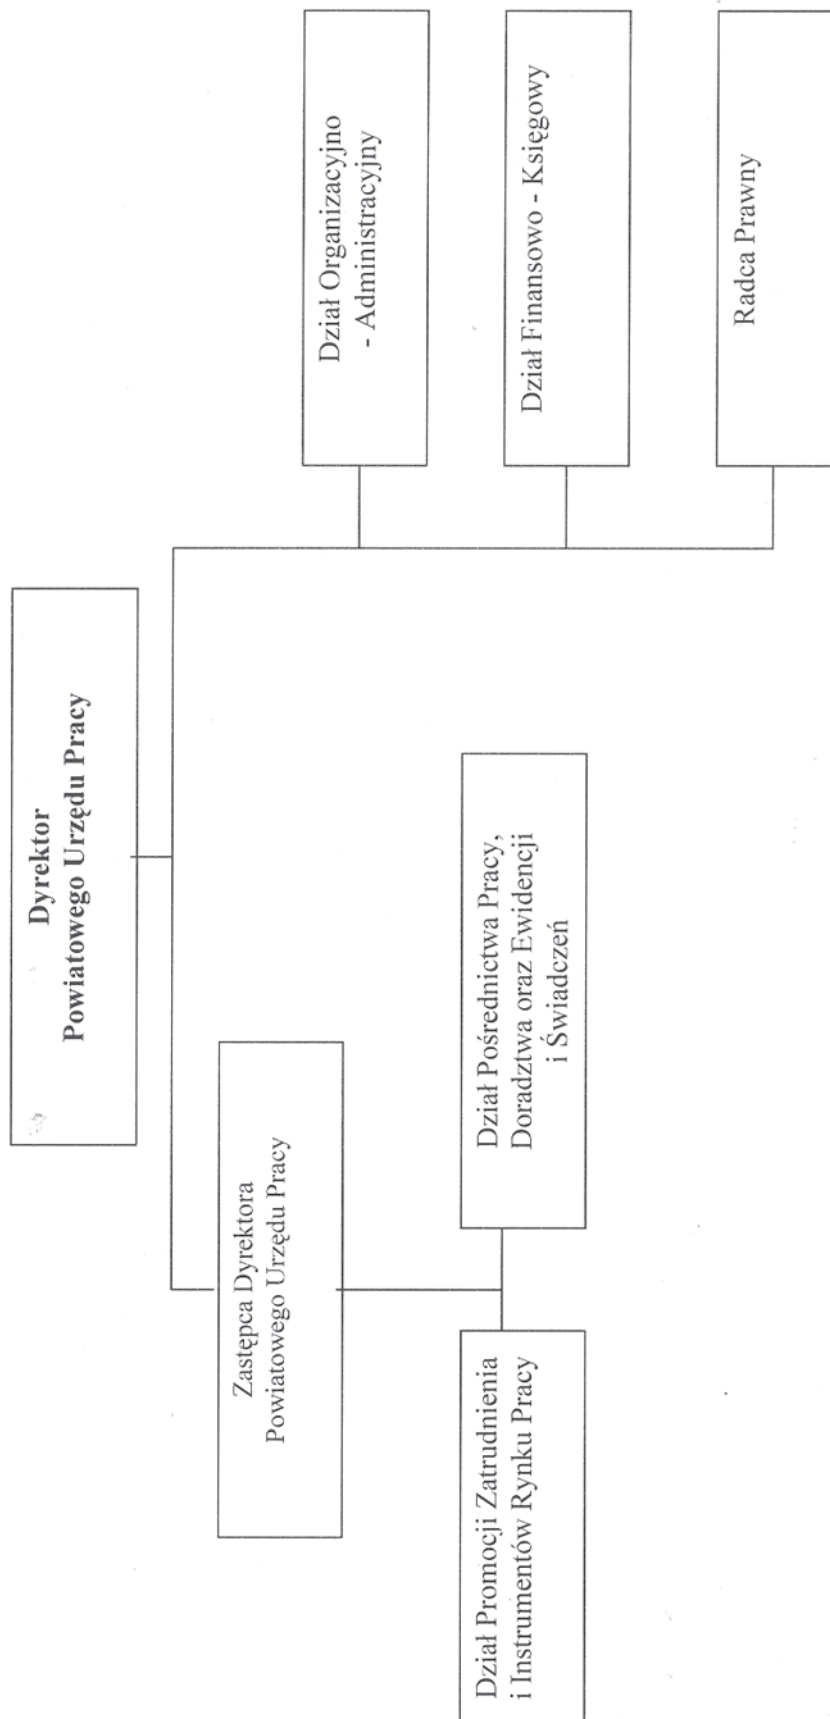 Dyrektor
Powiatowego Urzędu Pracy
Zastępca Dyrektora
Powiatowego Urzędu Pracy
Dział Organizacyjno
- Administracyjny
Dział Finansowo - Księgowy
Radca Prawny
Dział Promocji Zatrudnienia
i Instrumentów Rynku Pracy
Dział Pośrednictwa Pracy,
Doradztwa oraz Ewidencji
i Świadczeń